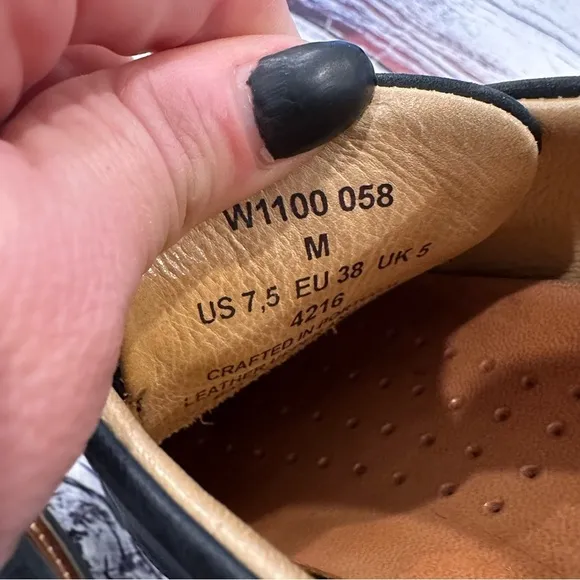 W1100 058
M
US 7,5 EU 38 UK 5
4216
CRAFTED IN
LEATHER